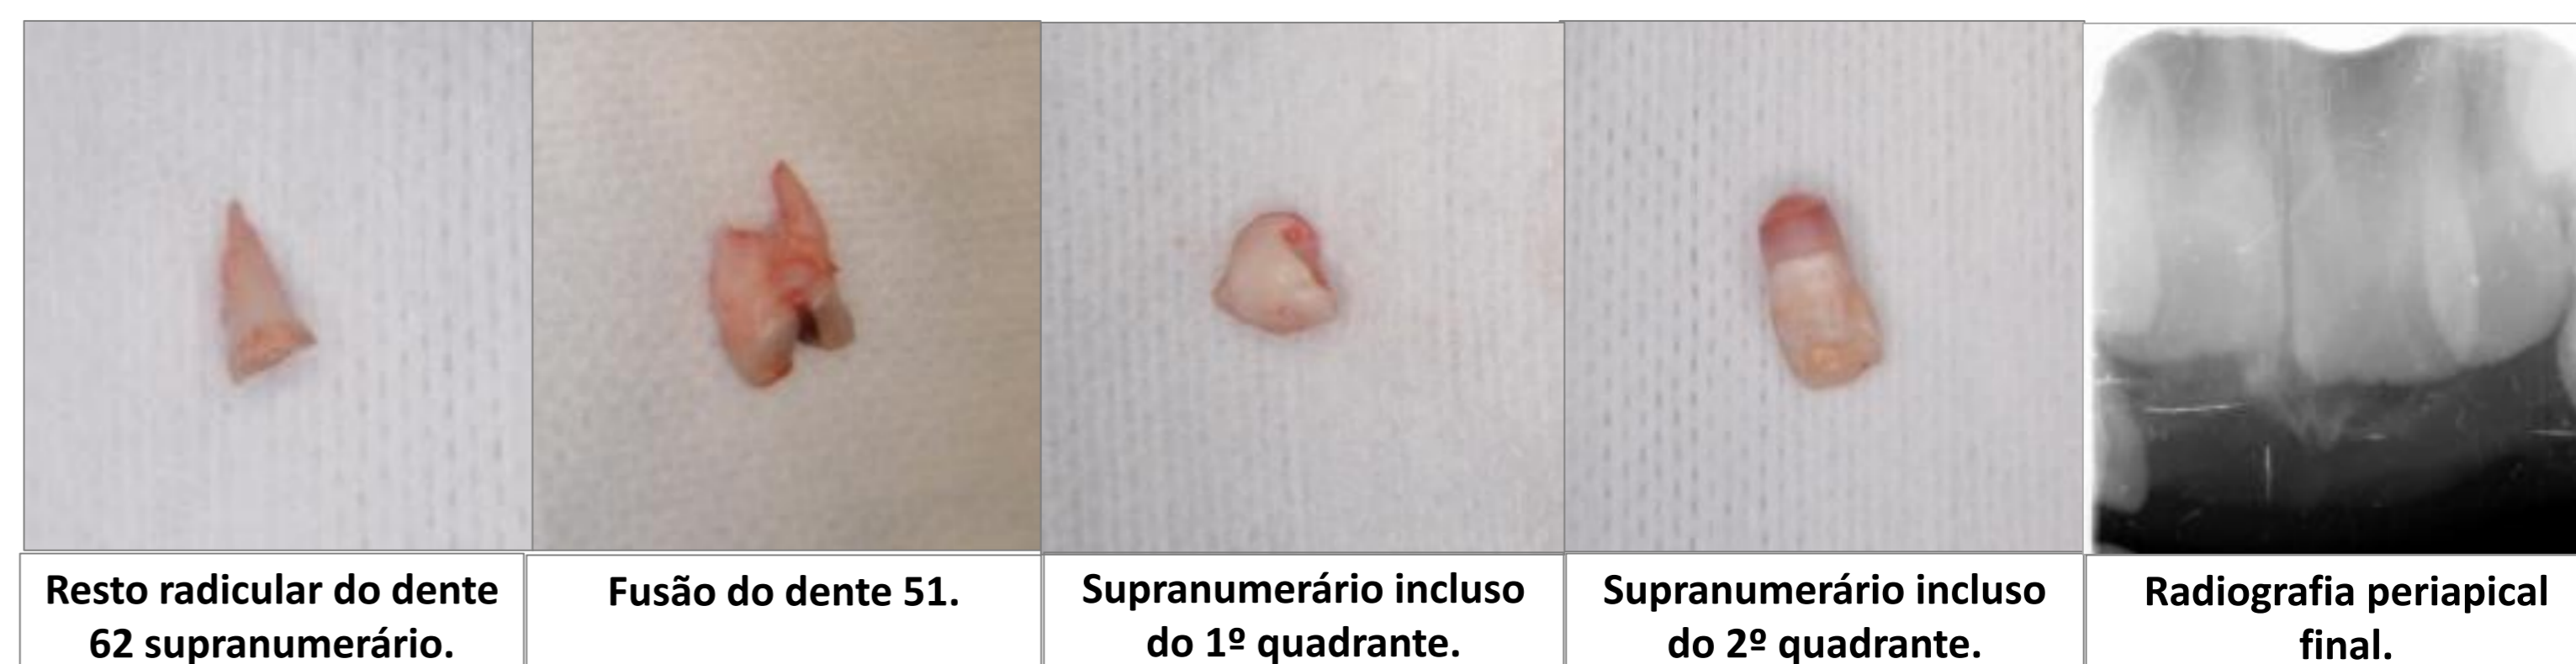 Resto radicular do dente
62 supranumerário.
Fusão do dente 51.
Supranumerário incluso
do 1º quadrante.
Supranumerário incluso
do 2º quadrante.
Radiografia periapical
final.